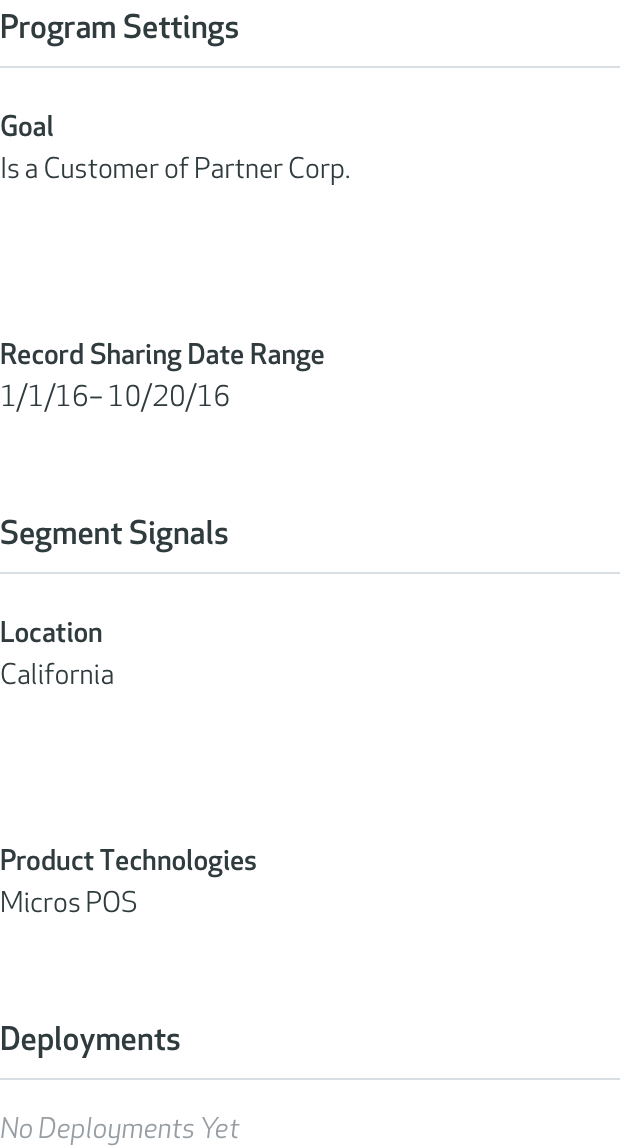 Program Settings
Goal
Is a Customer of Partner Corp.
Record Sharing Date Range
1/1/16– 10/20/16
Segment Signals
Location
California
Product Technologies
Micros POS
Deployments
No Deployments Yet